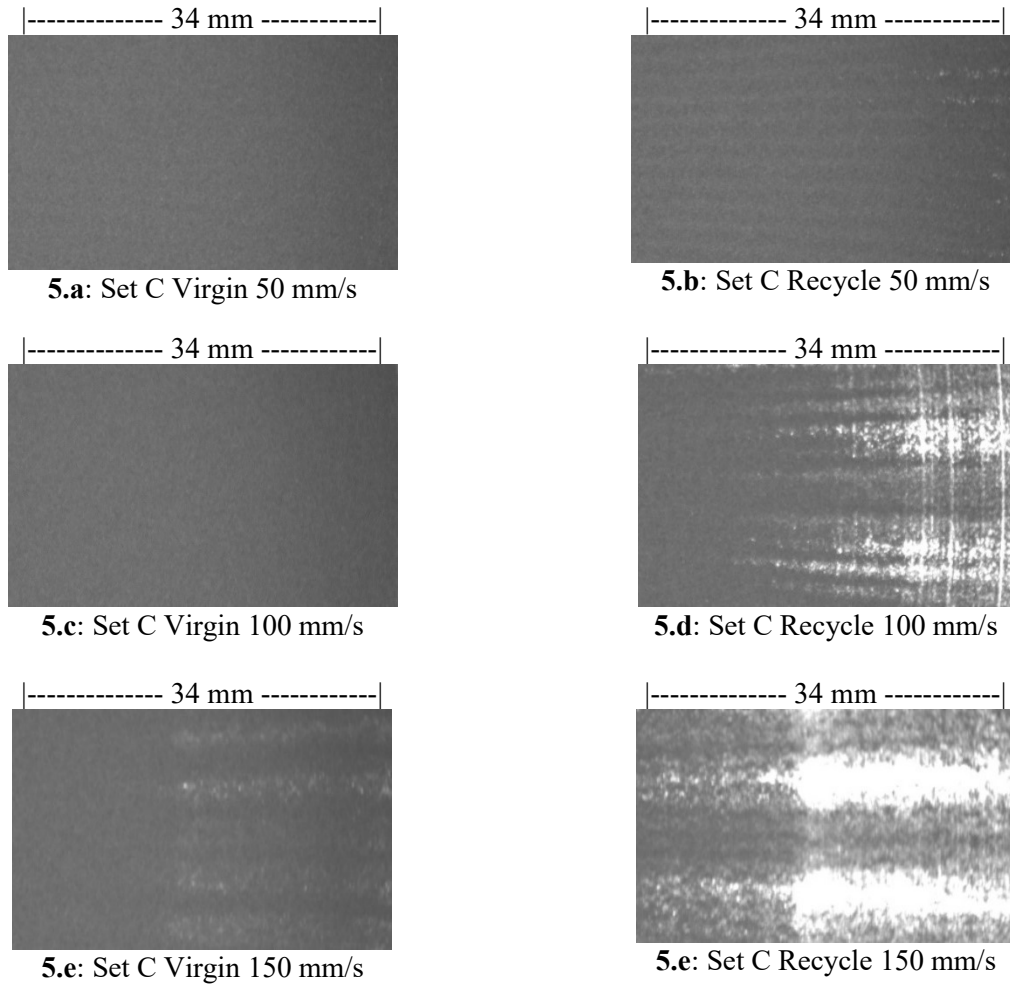 |-------------- 34 mm ------------|
|-------------- 34 mm ------------|
5.a: Set C Virgin 50 mm/s
5.b: Set C Recycle 50 mm/s
|-------------- 34 mm ------------|
|-------------- 34 mm ------------|
5.c: Set C Virgin 100 mm/s
5.d: Set C Recycle 100 mm/s
|-------------- 34 mm ------------|
|-------------- 34 mm ------------|
5.e: Set C Virgin 150 mm/s
5.e: Set C Recycle 150 mm/s